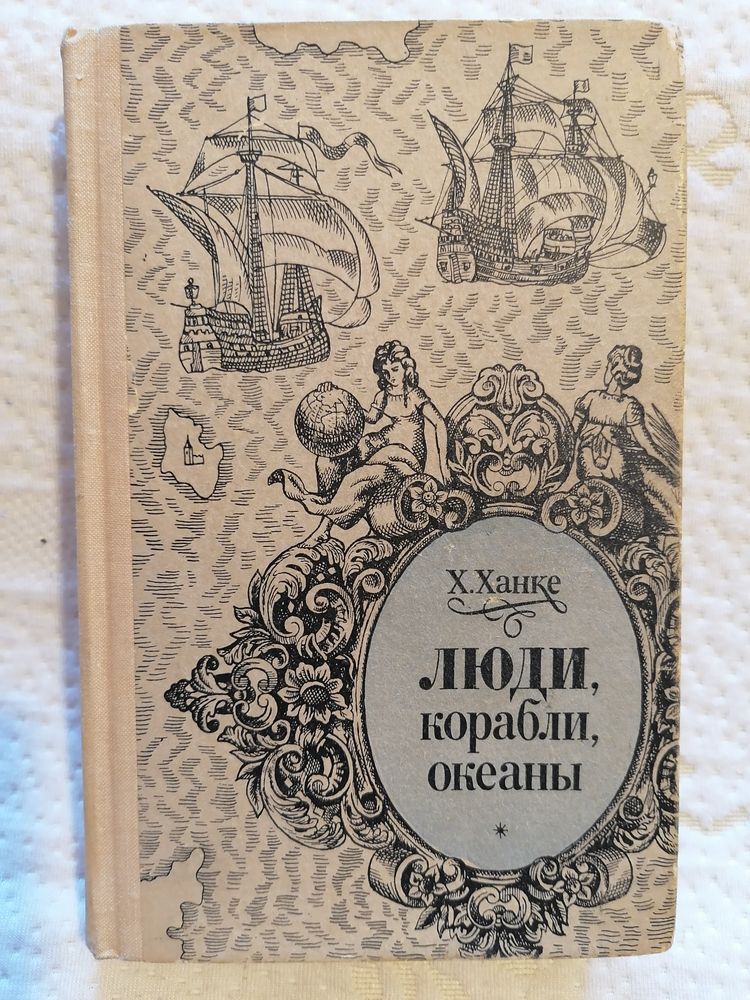 Х.Ханке
ЛЮДИ,
корабли,
океаны
*